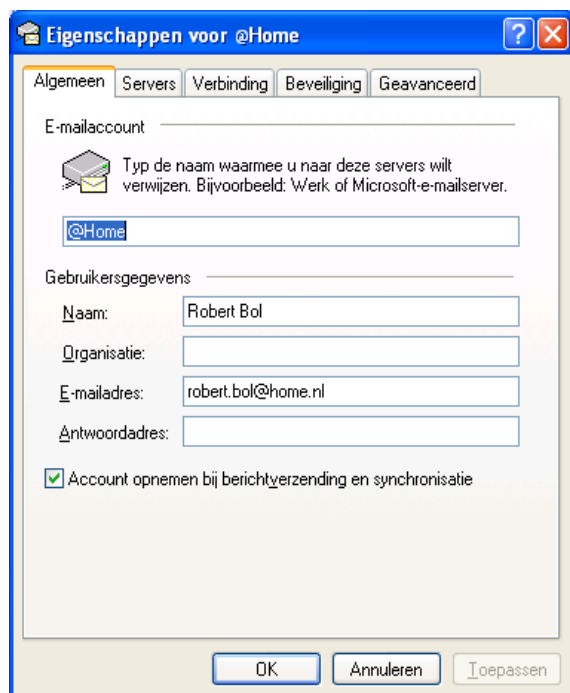 Eigenschappen voor @Home
Algemeen Servers Verbinding Beveiliging Geavanceerd
E-mailaccount
Typ de naam waarmee u naar deze servers wilt
verwijzen. Bijvoorbeeld: Werk of Microsoft-e-mailserver.
@Home
Gebruikersgegevens
Naam: Robert Bol
Organisatie:
E-mailadres: robert.bol@home.nl
Antwoordadres:
Account opnemen bij berichtverzending en synchronisatie
OK Annuleren Toepassen